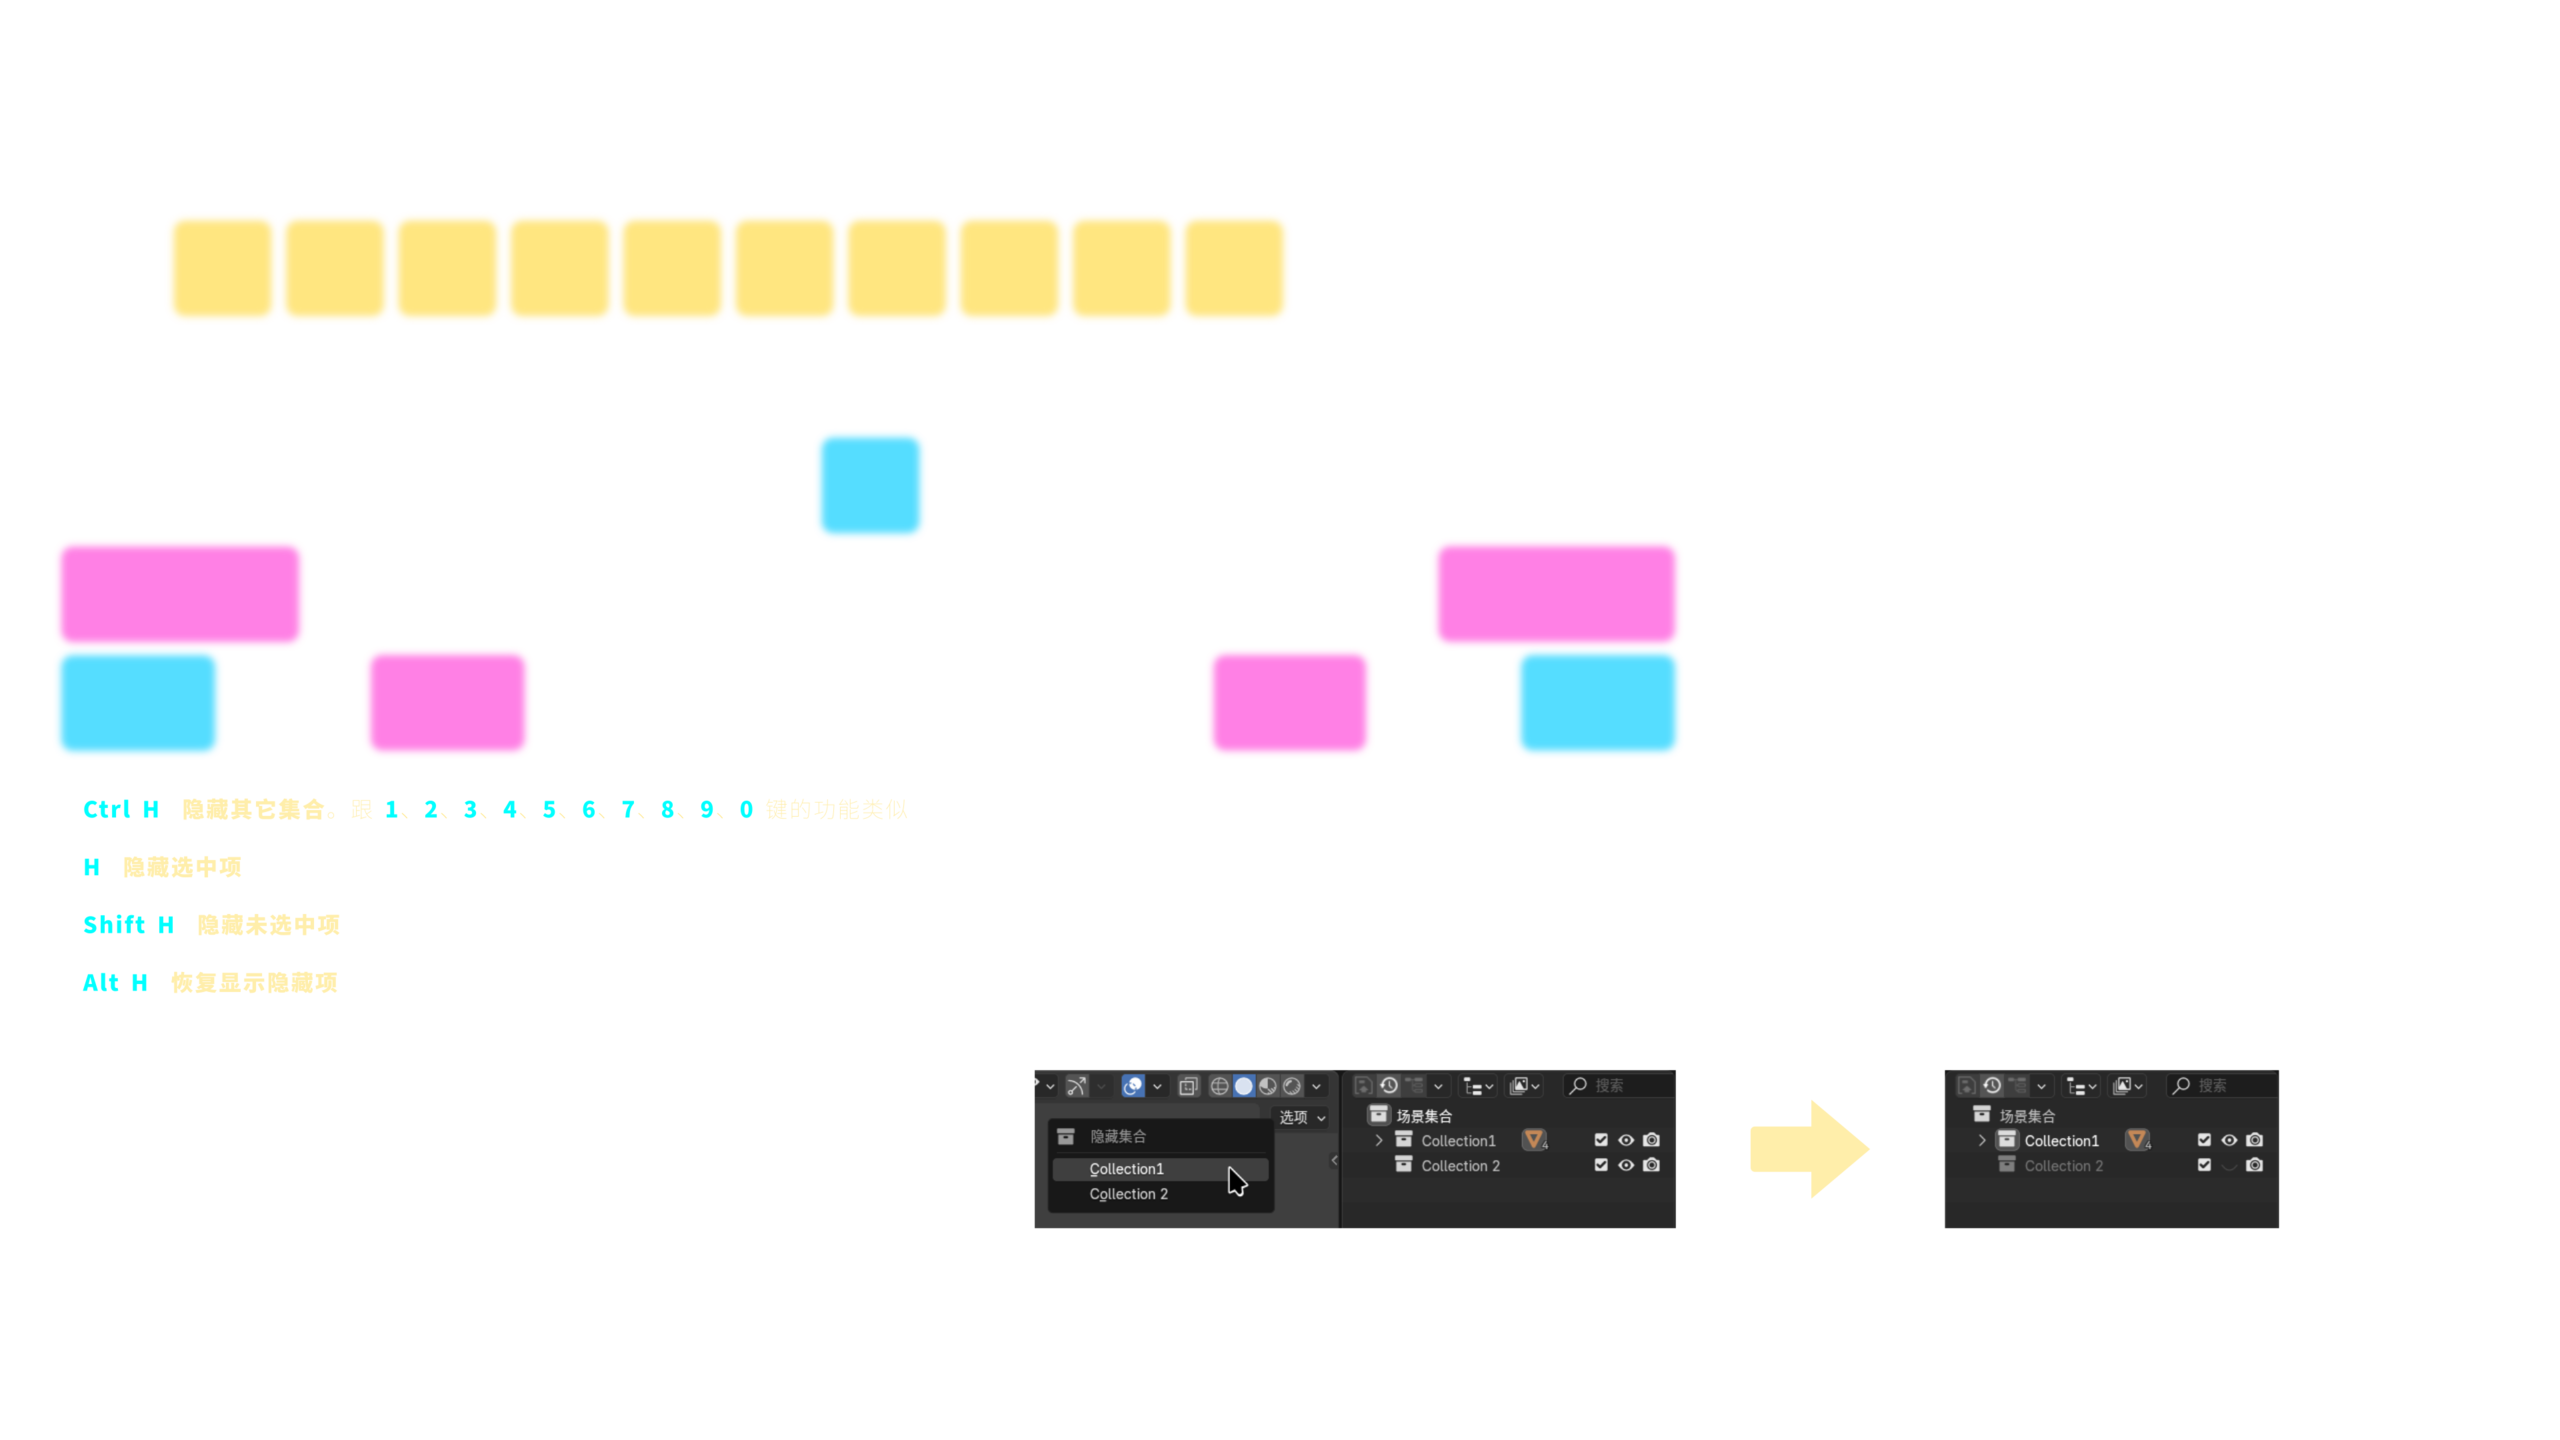 Ctrl H 隐藏其它集合。跟 1、2、3、4、5、6、7、8、9、0 键的功能类似
H 隐藏选中项
Shift H 隐藏未选中项
Alt H 恢复显示隐藏项
搜索
选项
隐藏集合
Collection1
Collection 2
场景集合
Collection1
4
Collection 2
搜索
场景集合
Collection1
4
Collection 2